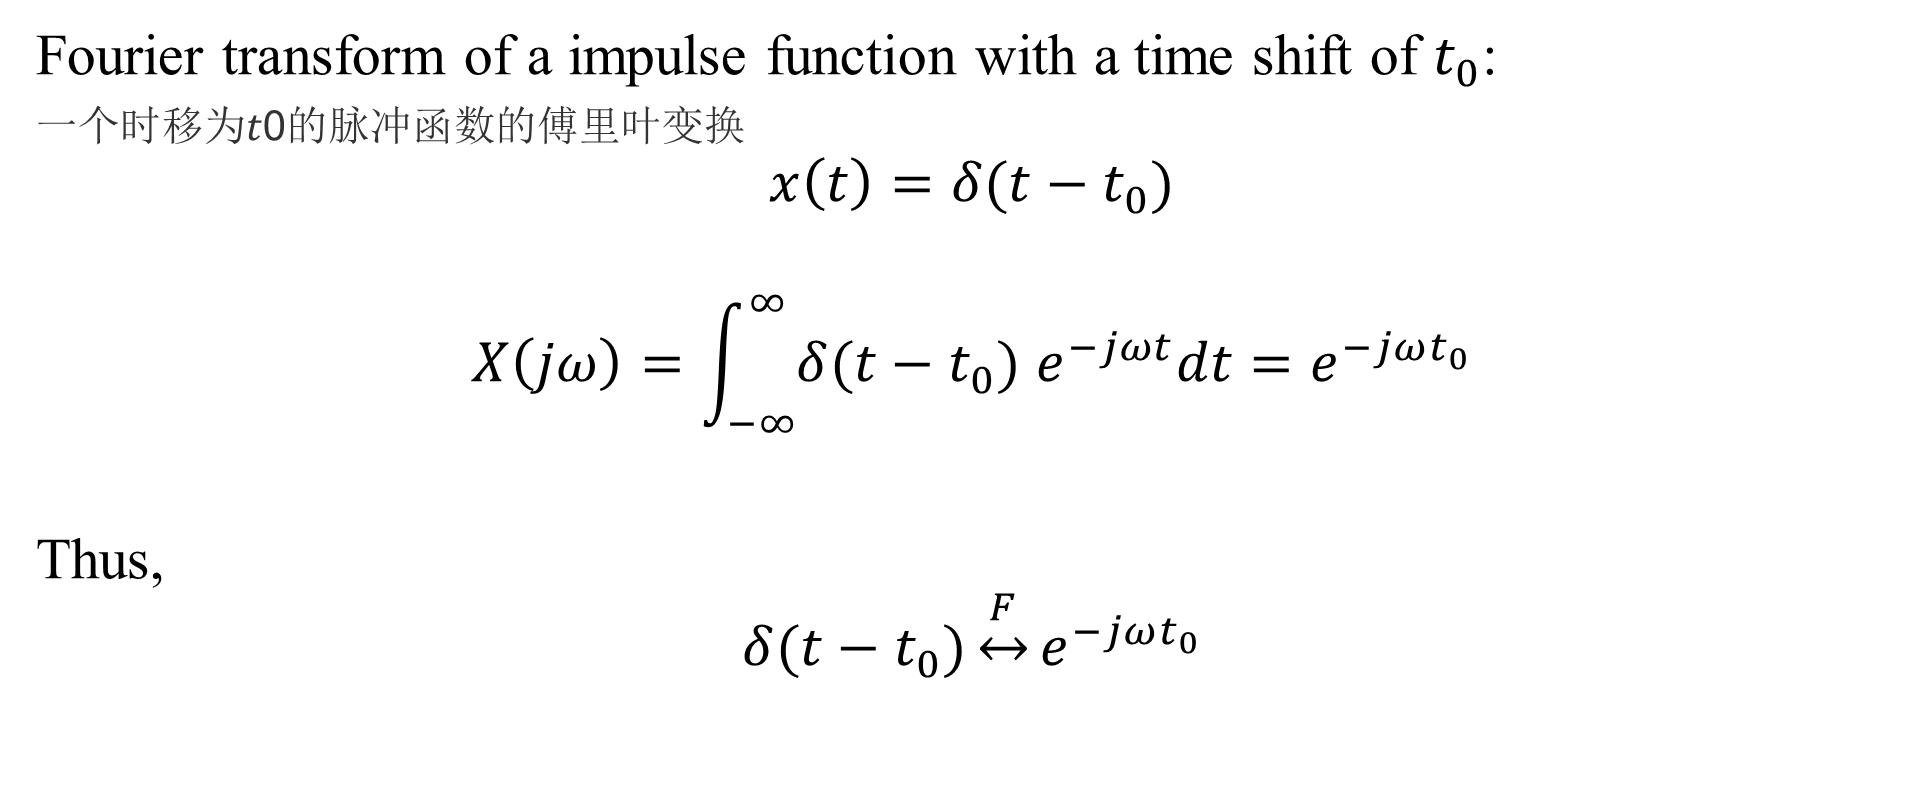 Fourier transform of a impulse function with a time shift of t₀:
一个时移为t0的脉冲函数的傅里叶变换
x(t) = δ(t − t₀)
X(jω) = ∫_{−∞}^{∞} δ(t − t₀) e^{−jωt} dt = e^{−jωt₀}
Thus,
δ(t − t₀) \overset{F}{↔} e^{−jωt₀}